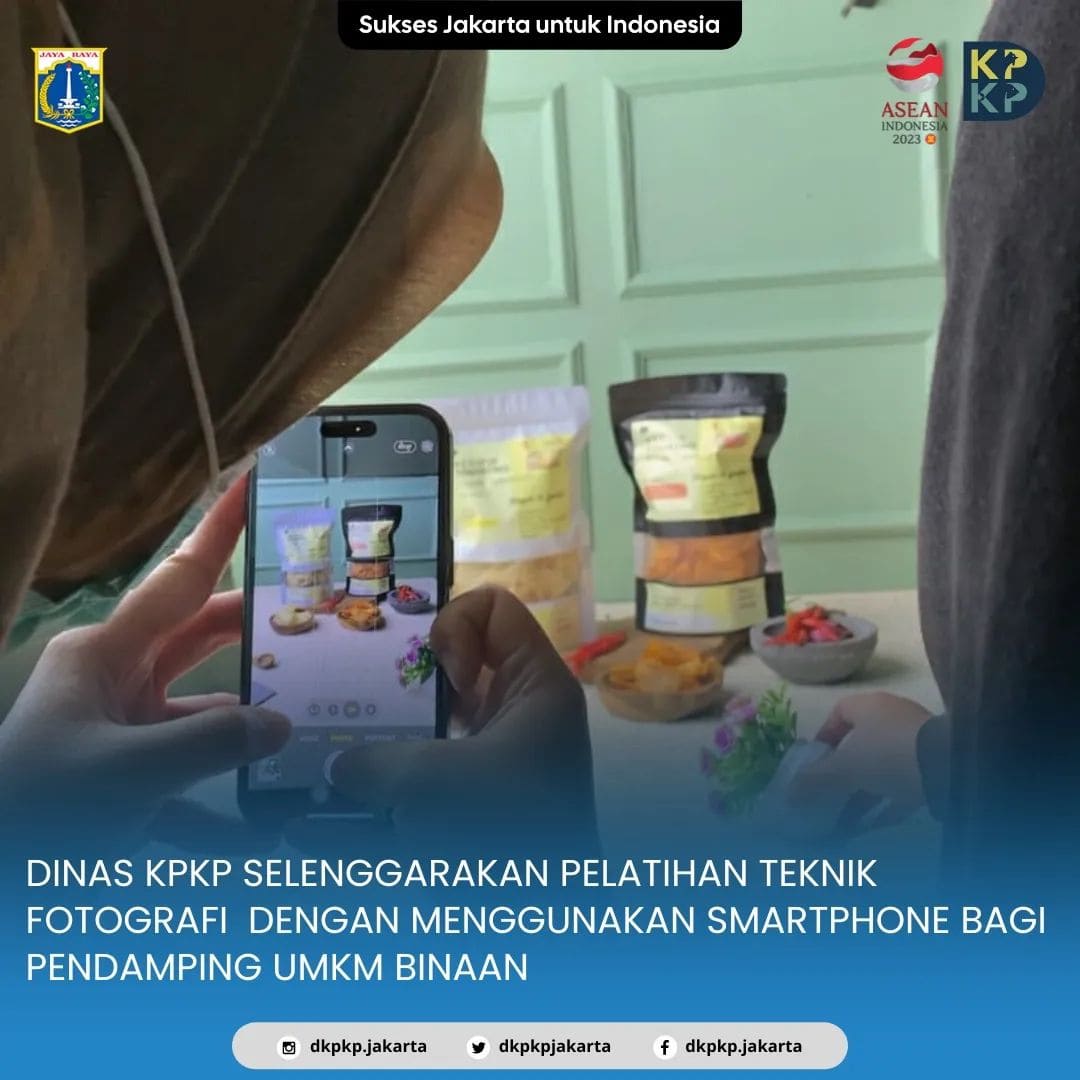 Sukses Jakarta untuk Indonesia
JAYA RAYA
ASEAN
INDONESIA
2023
KP
KP
DINAS KPKP SELENGGARAKAN PELATIHAN TEKNIK
FOTOGRAFI DENGAN MENGGUNAKAN SMARTPHONE BAGI
PENDAMPING UMKM BINAAN
dkpkp.jakarta
dkpkpjakarta
dkpkp.jakarta